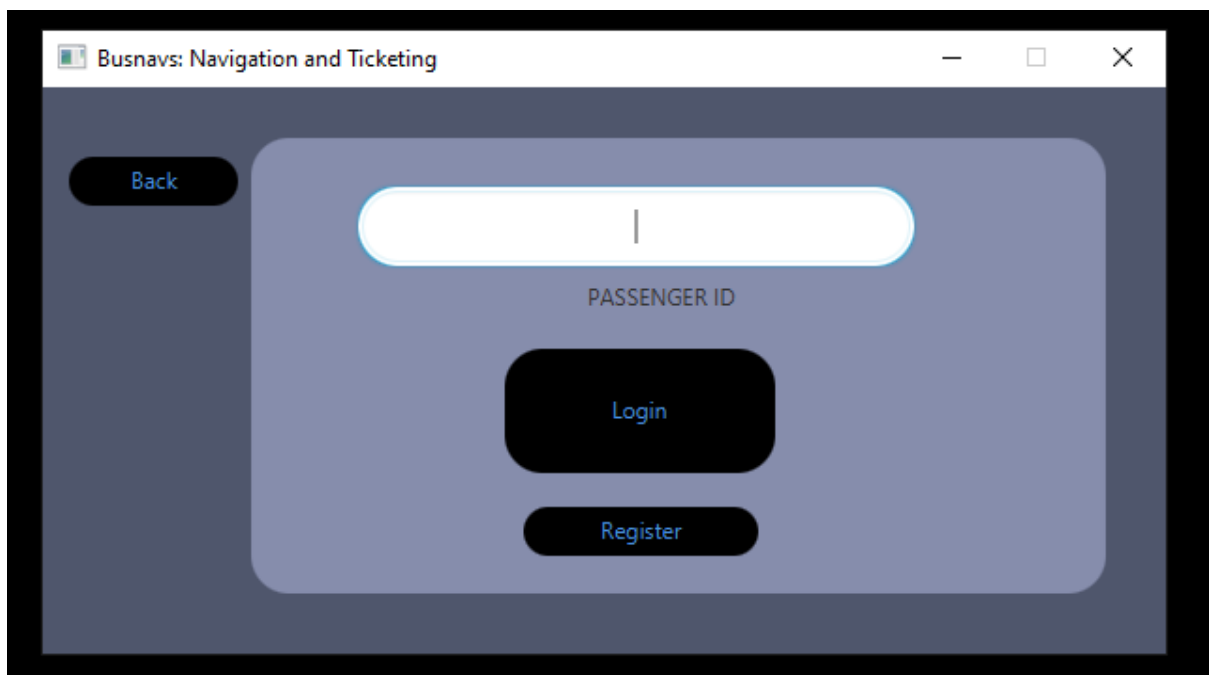 Busnavs: Navigation and Ticketing
Back
PASSENGER ID
Login
Register